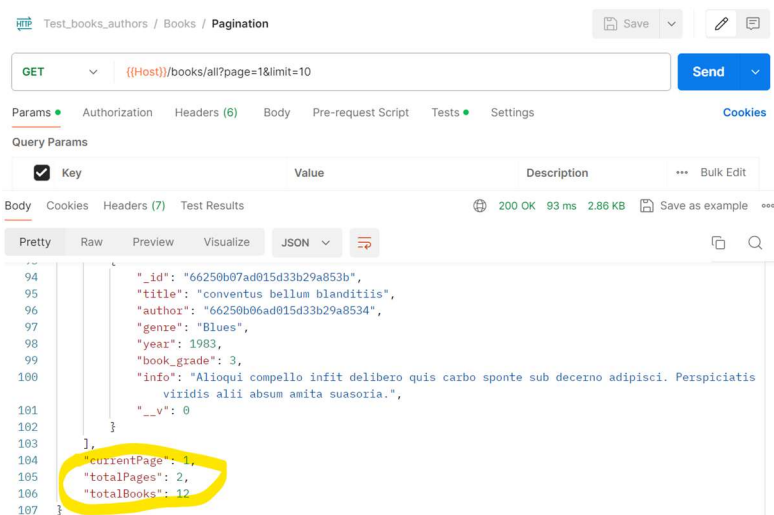 HTTP Test_books_authors / Books / Pagination Save
GET {{Host}}/books/all?page=1&limit=10 Send
Params Authorization Headers (6) Body Pre-request Script Tests Settings Cookies
Query Params
Key Value Description Bulk Edit
Body Cookies Headers (7) Test Results 200 OK 93 ms 2.86 KB Save as example
Pretty Raw Preview Visualize JSON
94 "_id": "66250b07ad015d33b29a853b",
95 "title": "conventus bellum blanditiis",
96 "author": "66250b06ad015d33b29a8534",
97 "genre": "Blues",
98 "year": 1983,
99 "book_grade": 3,
100 "info": "Alioqui compello infit delibero quis carbo sponte sub decerno adipisci. Perspiciatis
viridis alii absum amita suasoria.",
101 "__v": 0
102 }
103 ],
104 "currentPage": 1,
105 "totalPages": 2,
106 "totalBooks": 12
107 }